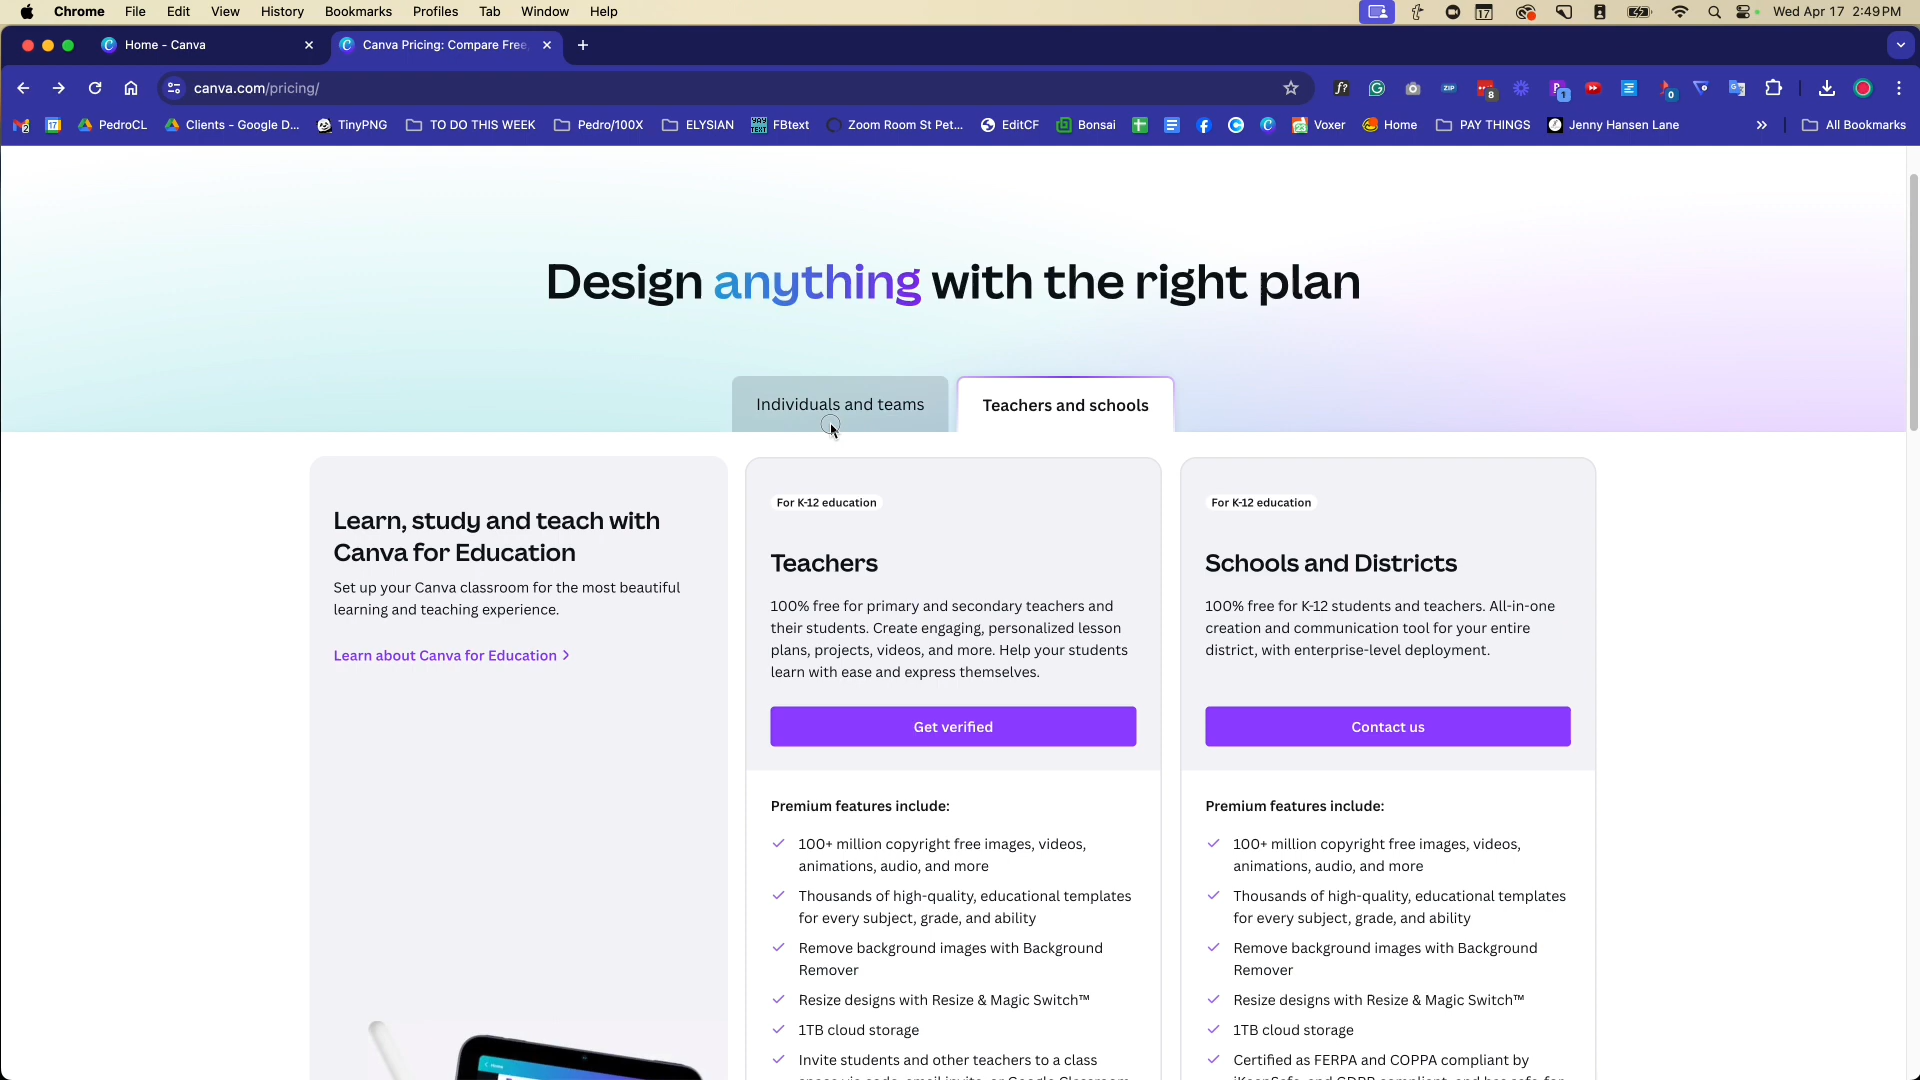 Chrome File Edit View History Bookmarks Profiles Tab Window Help
17
Wed Apr 17 2:49 PM
Home - Canva
Canva Pricing: Compare Free,
canva.com/pricing/
f?
ZIP
8
1
0
2
17
PedroCL
Clients - Google D...
TinyPNG
TO DO THIS WEEK
Pedro/100X
ELYSIAN
FBtext
Zoom Room St Pet...
EditCF
Bonsai
Voxer
Home
PAY THINGS
Jenny Hansen Lane
All Bookmarks
Design anything with the right plan
Individuals and teams
Teachers and schools
Learn, study and teach with
Canva for Education
Set up your Canva classroom for the most beautiful
learning and teaching experience.
Learn about Canva for Education
For K-12 education
Teachers
100% free for primary and secondary teachers and
their students. Create engaging, personalized lesson
plans, projects, videos, and more. Help your students
learn with ease and express themselves.
Get verified
Premium features include:
100+ million copyright free images, videos,
animations, audio, and more
Thousands of high-quality, educational templates
for every subject, grade, and ability
Remove background images with Background
Remover
Resize designs with Resize & Magic Switch™
1TB cloud storage
Invite students and other teachers to a class
For K-12 education
Schools and Districts
100% free for K-12 students and teachers. All-in-one
creation and communication tool for your entire
district, with enterprise-level deployment.
Contact us
Premium features include:
100+ million copyright free images, videos,
animations, audio, and more
Thousands of high-quality, educational templates
for every subject, grade, and ability
Remove background images with Background
Remover
Resize designs with Resize & Magic Switch™
1TB cloud storage
Certified as FERPA and COPPA compliant by